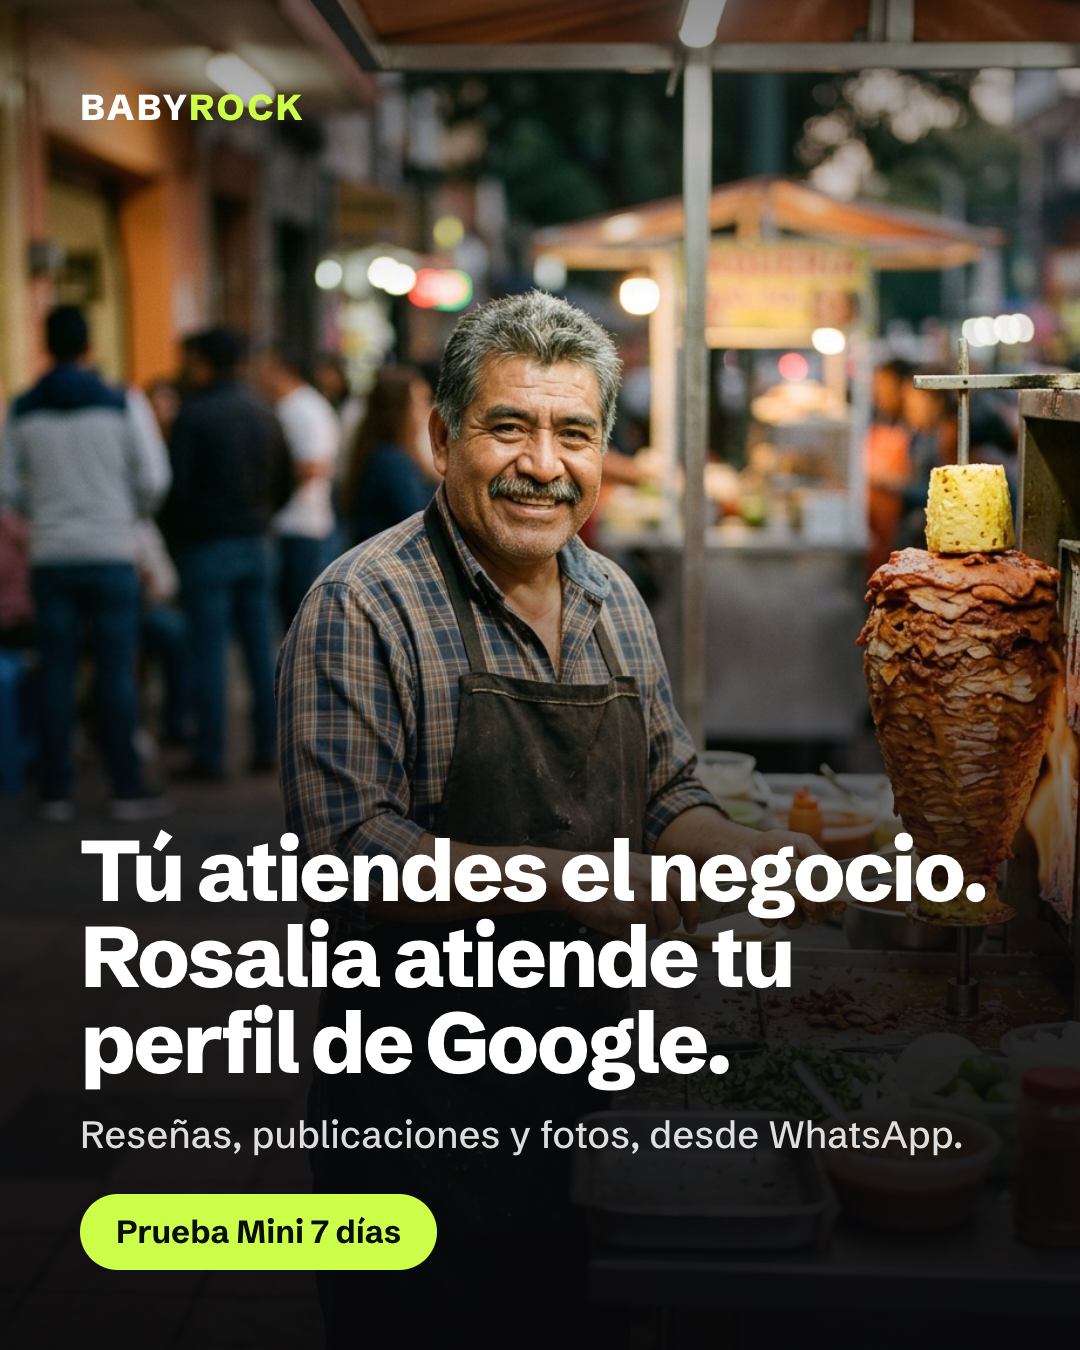 BABYROCK
Tú atiendes el negocio.
Rosalia atiende tu
perfil de Google.
Reseñas, publicaciones y fotos, desde WhatsApp.
Prueba Mini 7 días